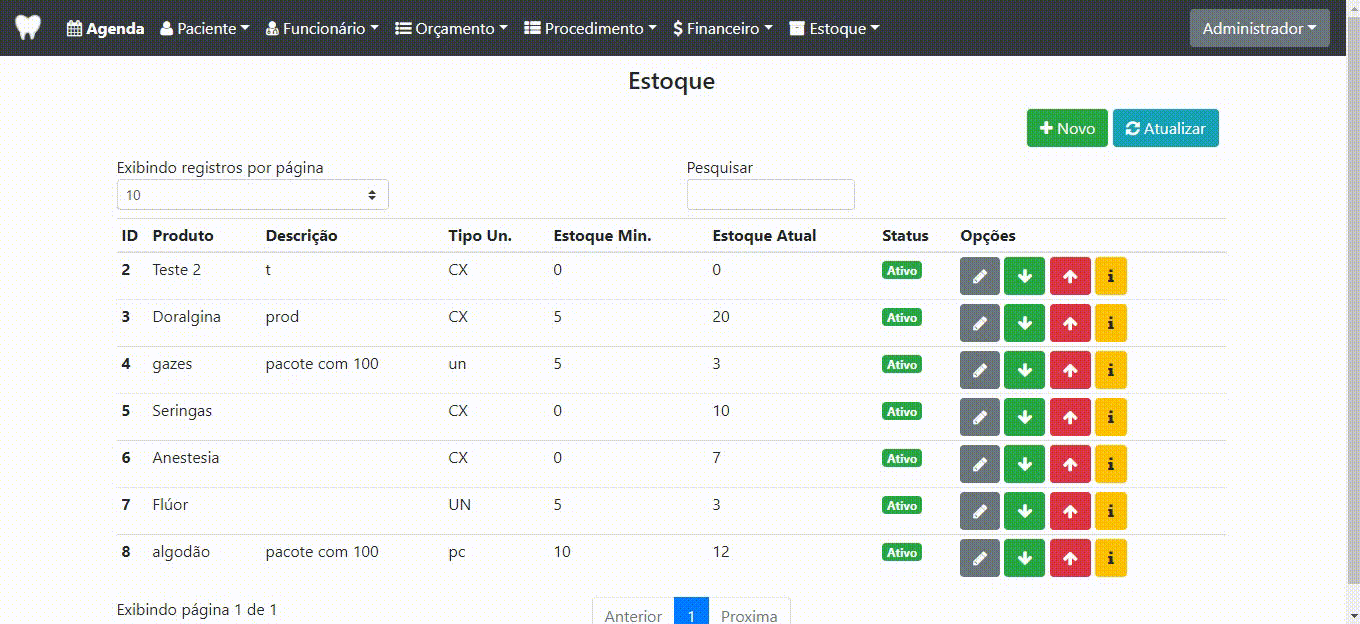 Agenda Paciente Funcionário Orçamento Procedimento Financeiro Estoque Administrador
Estoque
Novo Atualizar
Exibindo registros por página Pesquisar
10
ID Produto Descrição Tipo Un. Estoque Min. Estoque Atual Status Opções
2 Teste 2 t CX 0 0 Ativo
3 Doralgina prod CX 5 20 Ativo
4 gazes pacote com 100 un 5 3 Ativo
5 Seringas CX 0 10 Ativo
6 Anestesia CX 0 7 Ativo
7 Flúor UN 5 3 Ativo
8 algodão pacote com 100 pc 10 12 Ativo
Exibindo página 1 de 1 Anterior 1 Proxima